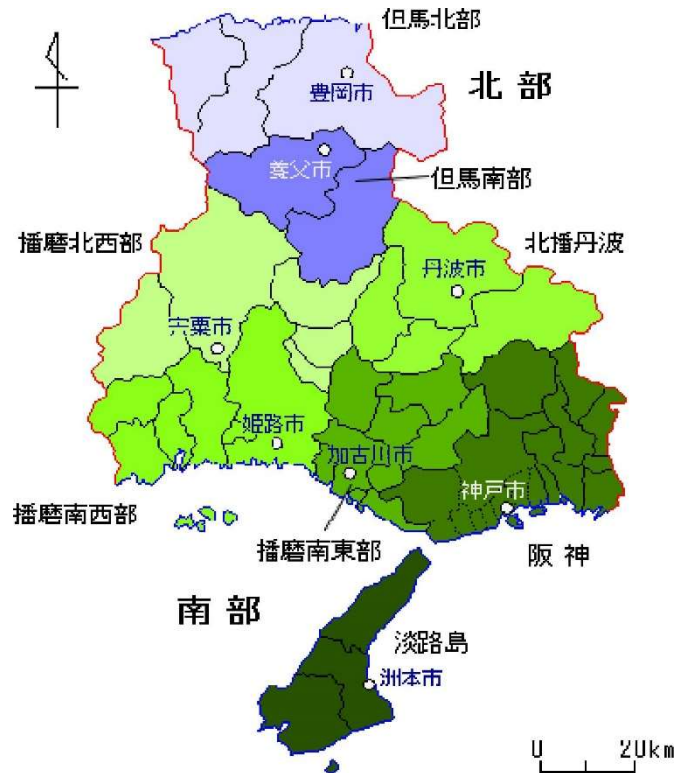 但馬北部
豊岡市
北部
養父市
但馬南部
播磨北西部
北播丹波
丹波市
宍粟市
姫路市
加古川市
神戸市
播磨南西部
播磨南東部
阪神
南部
淡路島
洲本市
0 20km